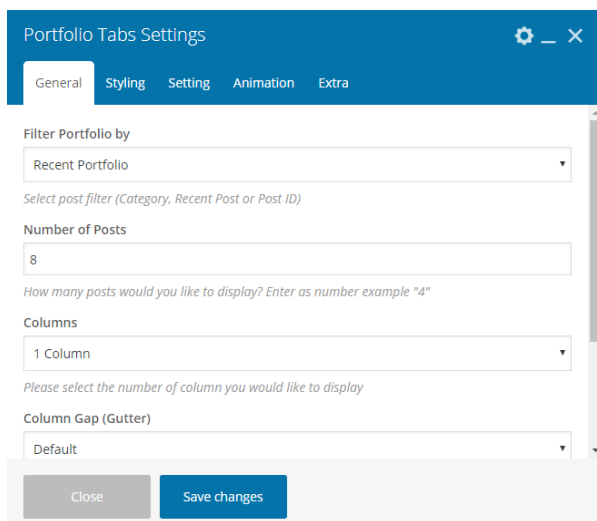 Portfolio Tabs Settings
General Styling Setting Animation Extra
Filter Portfolio by
Recent Portfolio
Select post filter (Category, Recent Post or Post ID)
Number of Posts
8
How many posts would you like to display? Enter as number example "4"
Columns
1 Column
Please select the number of column you would like to display
Column Gap (Gutter)
Default
Close Save changes